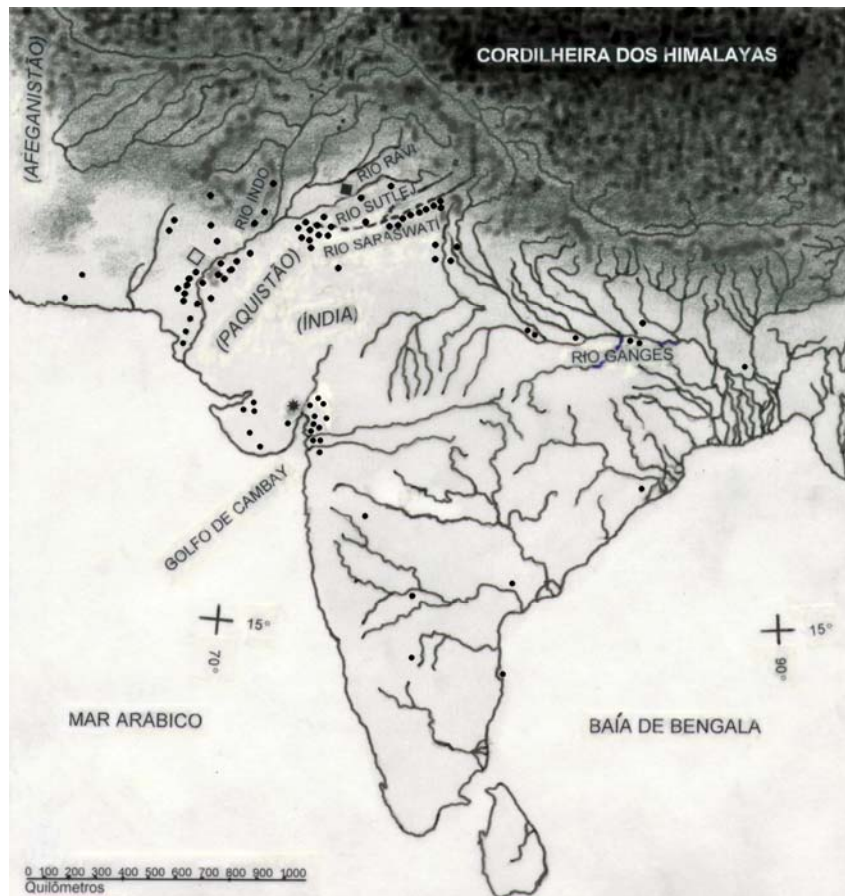 CORDILHEIRA DOS HIMALAYAS
(AFEGANISTÃO)
RIO INDO
RIO RAVI
RIO SUTLEJ
RIO SARASWATI
(PAQUISTÃO)
(ÍNDIA)
RIO GANGES
GOLFO DE CAMBAY
15°
70°
15°
90°
MAR ARABICO
BAÍA DE BENGALA
0 100 200 300 400 500 600 700 800 900 1000
Quilômetros